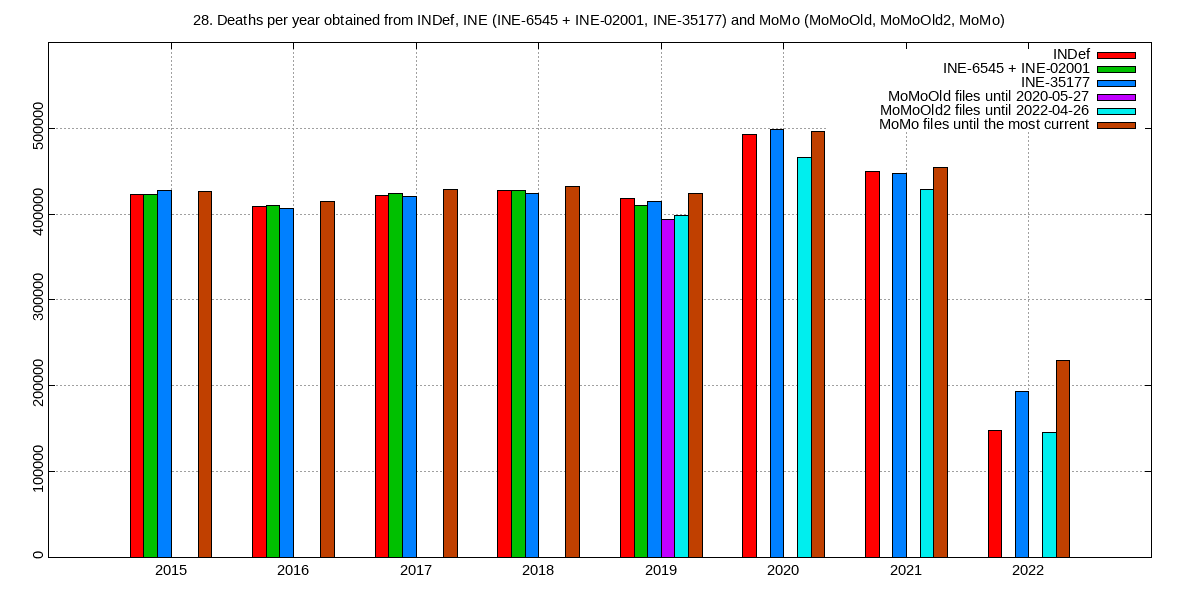 28. Deaths per year obtained from INDef, INE (INE-6545 + INE-02001, INE-35177) and MoMo (MoMoOld, MoMoOld2, MoMo)
INDef
INE-6545 + INE-02001
INE-35177
MoMoOld files until 2020-05-27
MoMoOld2 files until 2022-04-26
MoMo files until the most current
500000
400000
300000
200000
100000
0
2015 2016 2017 2018 2019 2020 2021 2022